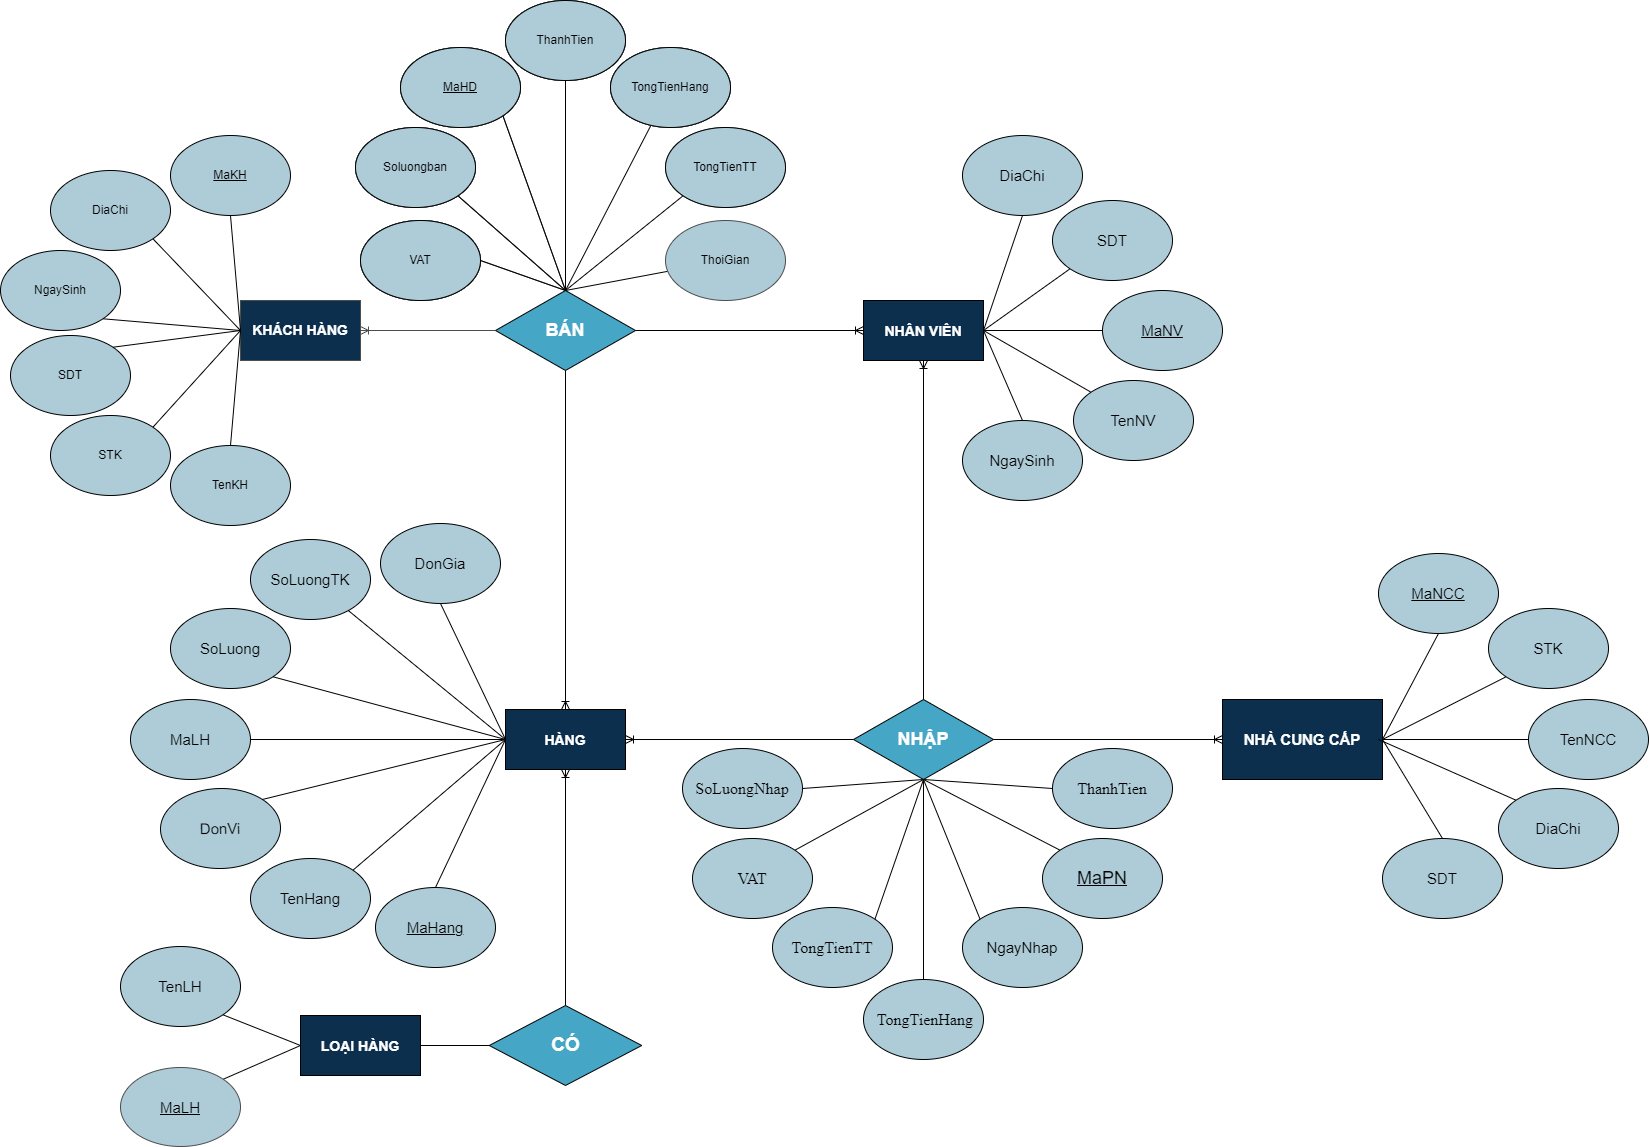 ThanhTien
MaHD
TongTienHang
Soluongban
TongTienTT
VAT
ThoiGian
MaKH
DiaChi
NgaySinh
SDT
STK
TenKH
KHÁCH HÀNG
BÁN
NHÂN VIÊN
DiaChi
SDT
MaNV
TenNV
NgaySinh
DonGia
SoLuongTK
SoLuong
MaLH
DonVi
TenHang
MaHang
HÀNG
NHẬP
NHÀ CUNG CẤP
MaNCC
STK
TenNCC
DiaChi
SDT
SoLuongNhap
ThanhTien
VAT
MaPN
TongTienTT
NgayNhap
TongTienHang
TenLH
LOẠI HÀNG
CÓ
MaLH